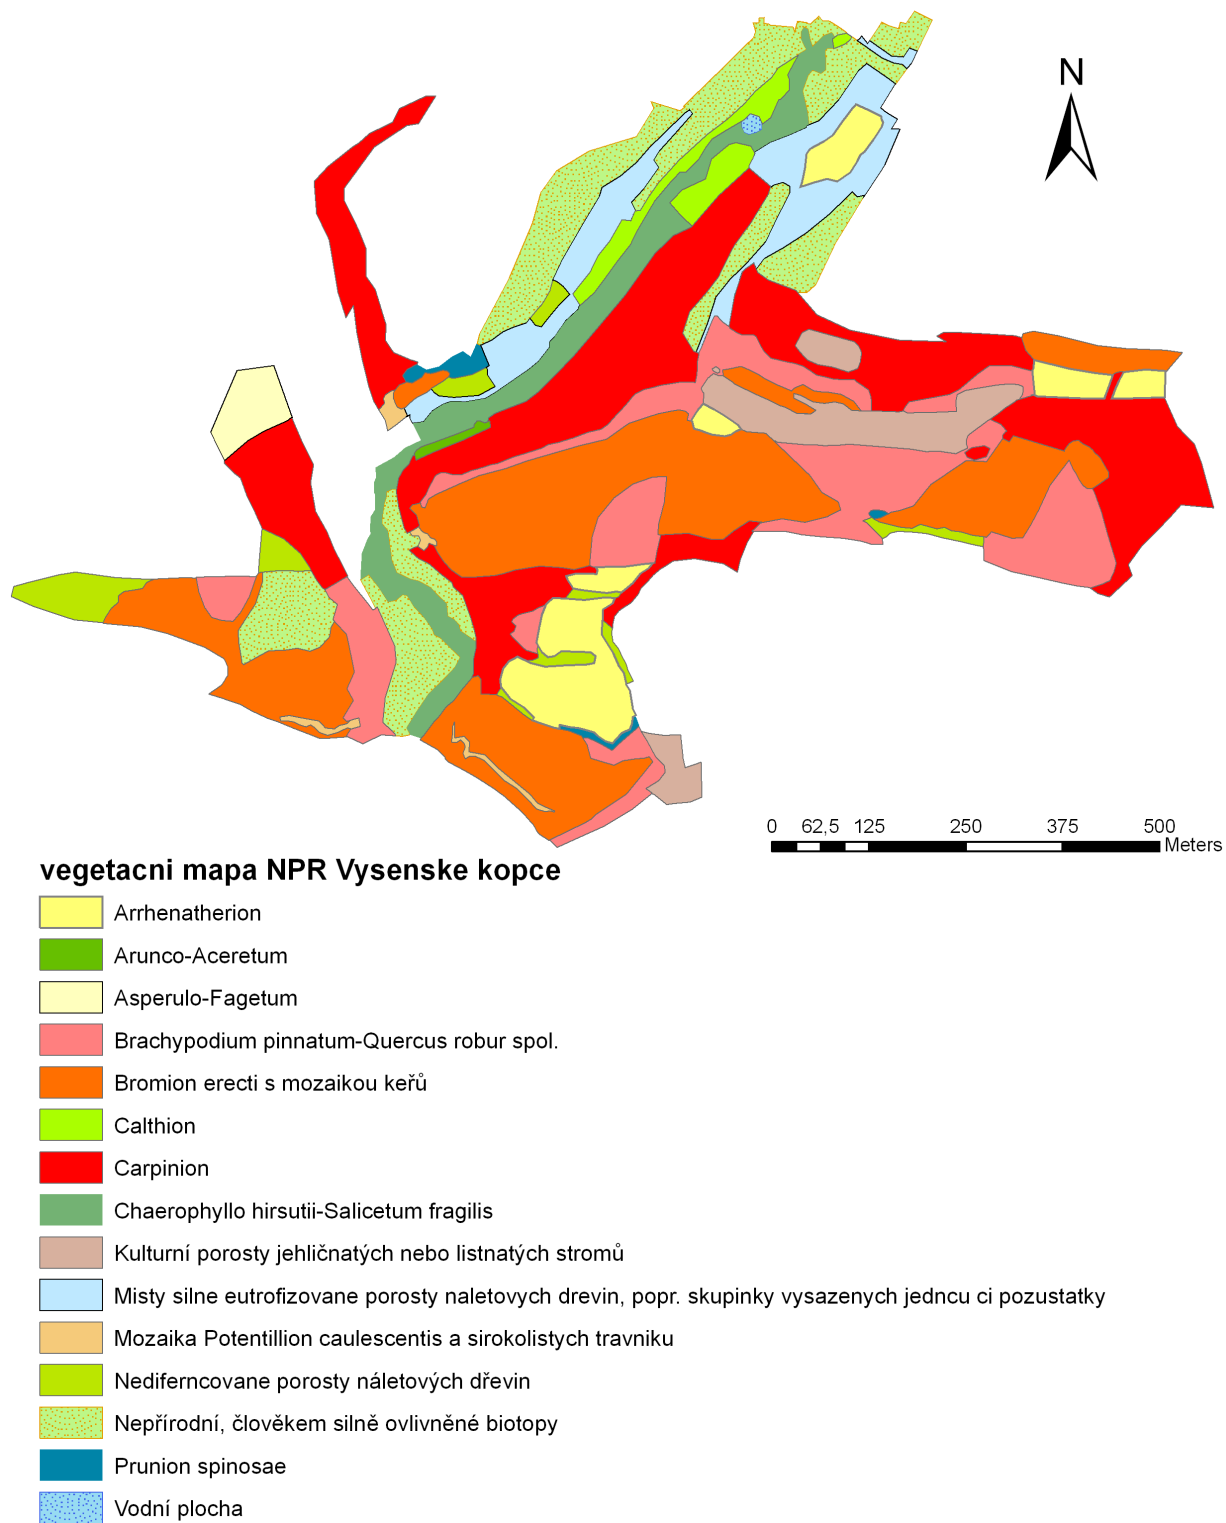 N
0 62,5 125 250 375 500
Meters
vegetacni mapa NPR Vysenske kopce
Arrhenatherion
Arunco-Aceretum
Asperulo-Fagetum
Brachypodium pinnatum-Quercus robur spol.
Bromion erecti s mozaikou keřů
Calthion
Carpinion
Chaerophyllo hirsutii-Salicetum fragilis
Kulturní porosty jehličnatých nebo listnatých stromů
Misty silne eutrofizovane porosty naletovych drevin, popr. skupinky vysazenych jedncu ci pozustatky
Mozaika Potentillion caulescentis a sirokolistych travniku
Nediferncovane porosty náletových dřevin
Nepřírodní, člověkem silně ovlivněné biotopy
Prunion spinosae
Vodní plocha